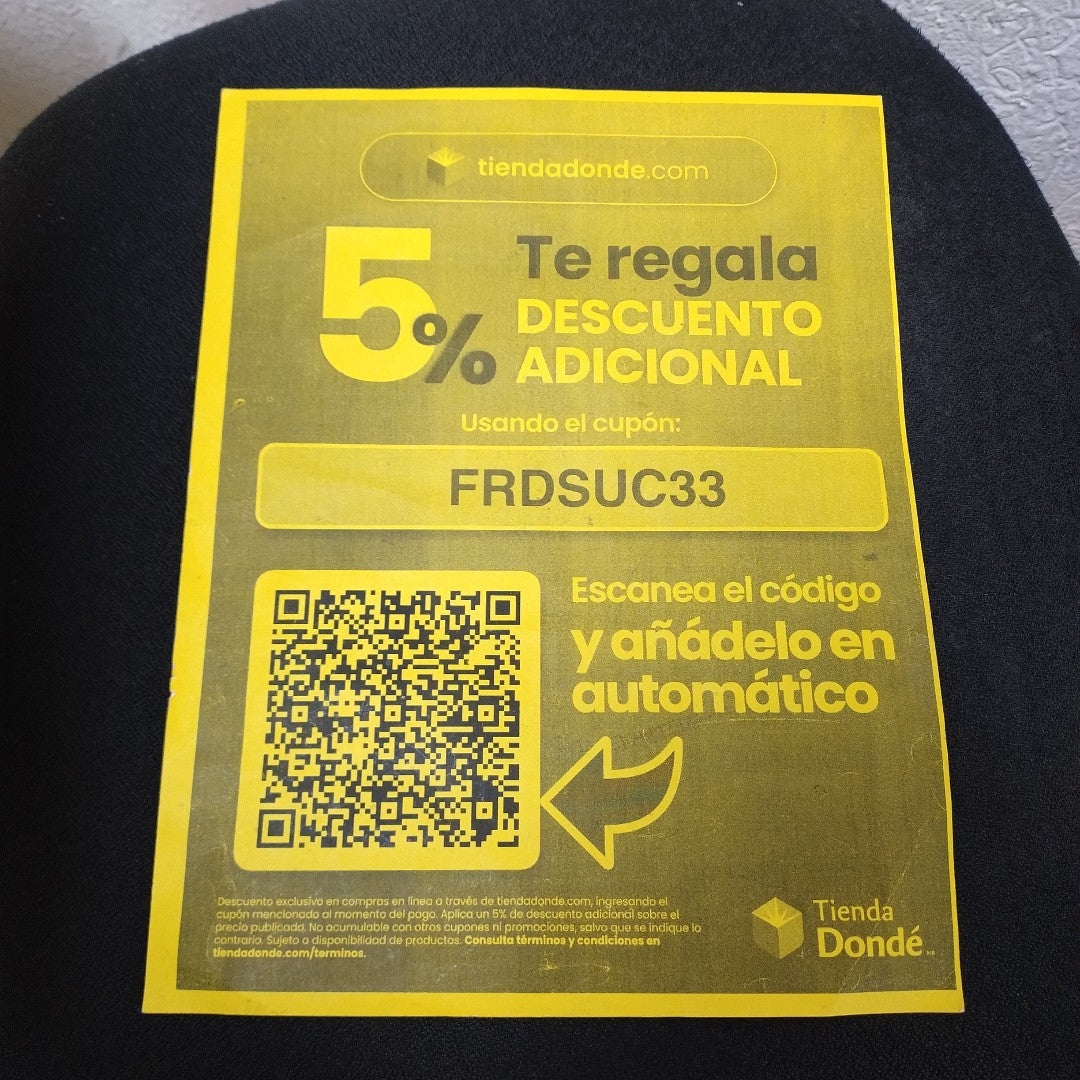 tiendadonde.com
5% Te regala
DESCUENTO
ADICIONAL
Usando el cupón:
FRDSUC33
Escanea el código
y añádelo en
automático
Descuento exclusivo en compras en línea a través de tiendadonde.com, ingresando el
cupón mencionado al momento del pago. Aplica un 5% de descuento adicional sobre el
precio publicado. No acumulable con otros cupones ni promociones, salvo que se indique lo
contrario. Sujeto a disponibilidad de productos. Consulta términos y condiciones en
tiendadonde.com/terminos.
Tienda
Dondé